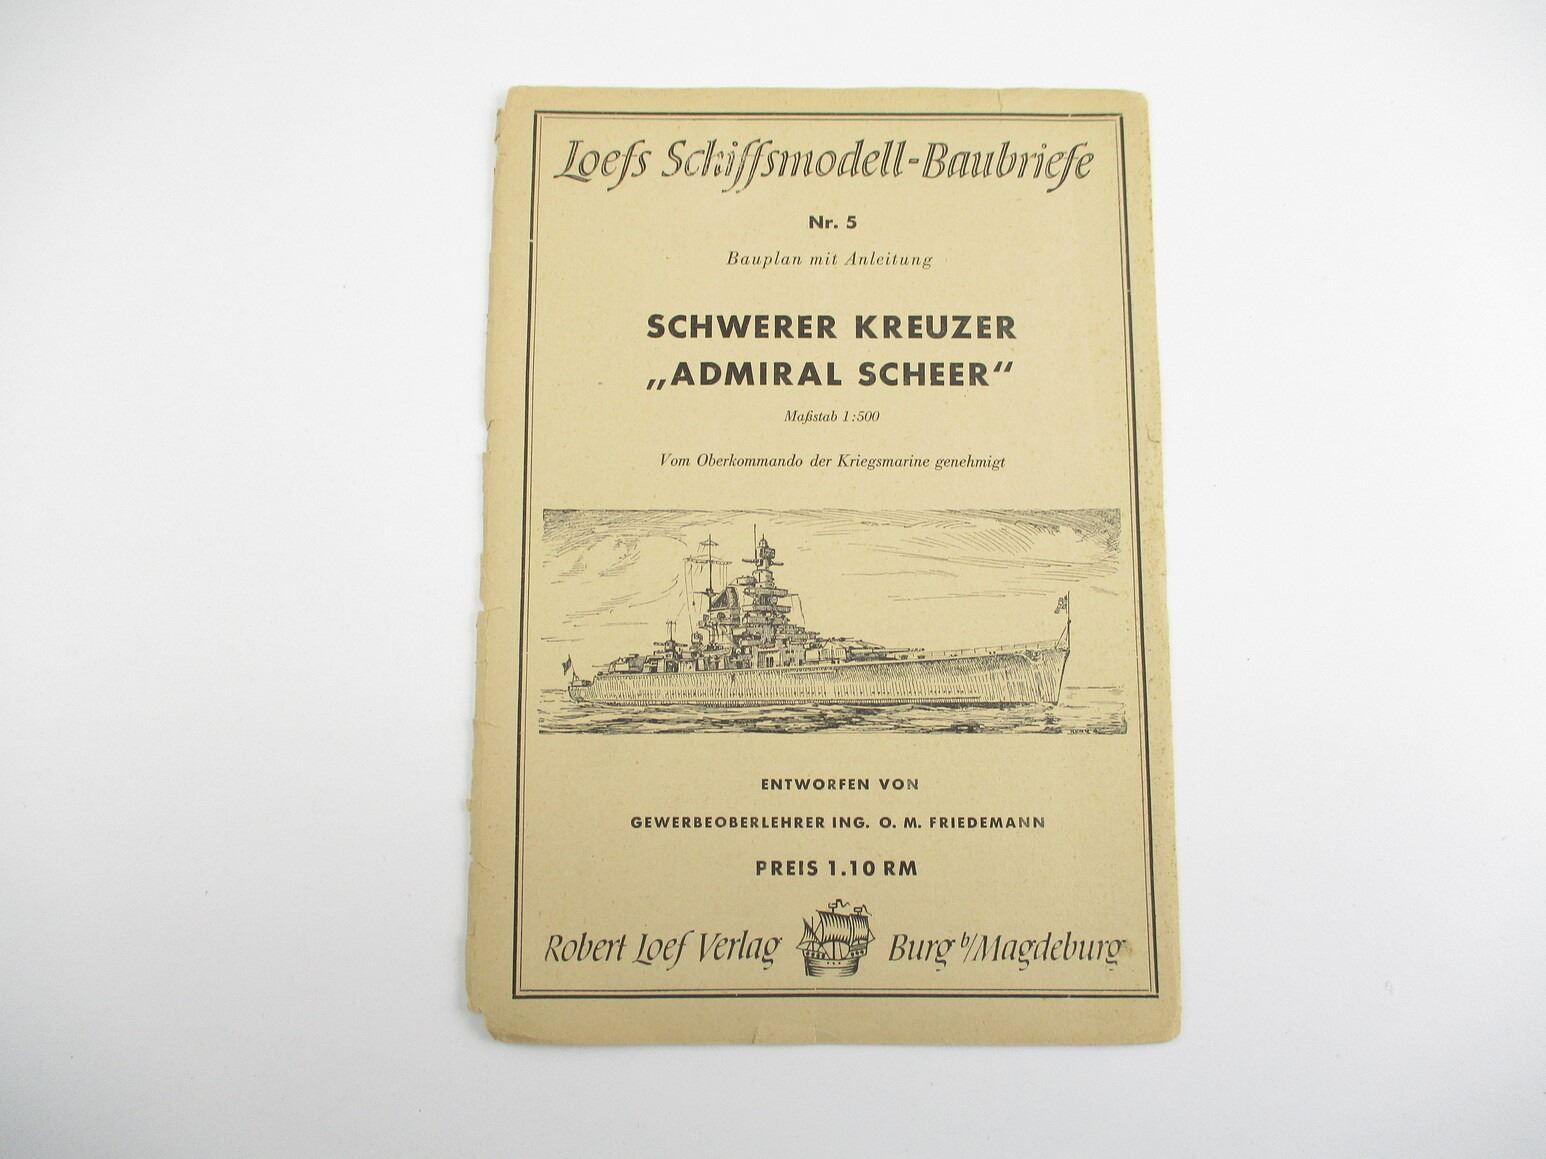 Loefs Schiffsmodell-Baubriefe
Nr. 5
Bauplan mit Anleitung
SCHWERER KREUZER
„ADMIRAL SCHEER“
Maßstab 1:500
Vom Oberkommando der Kriegsmarine genehmigt
ENTWORFEN VON
GEWERBEOBERLEHRER ING. O. M. FRIEDEMANN
PREIS 1.10 RM
Robert Loef Verlag Burg b/Magdeburg